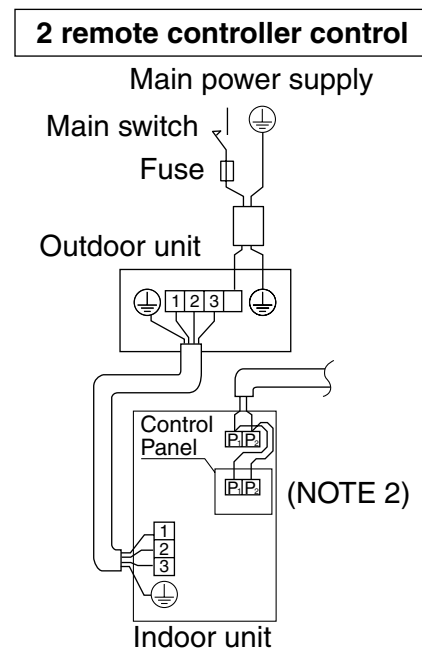 2 remote controller control
Main power supply
Main switch
Fuse
Outdoor unit
1 2 3
Control
Panel
P1 P2
P1 P2
(NOTE 2)
1
2
3
Indoor unit